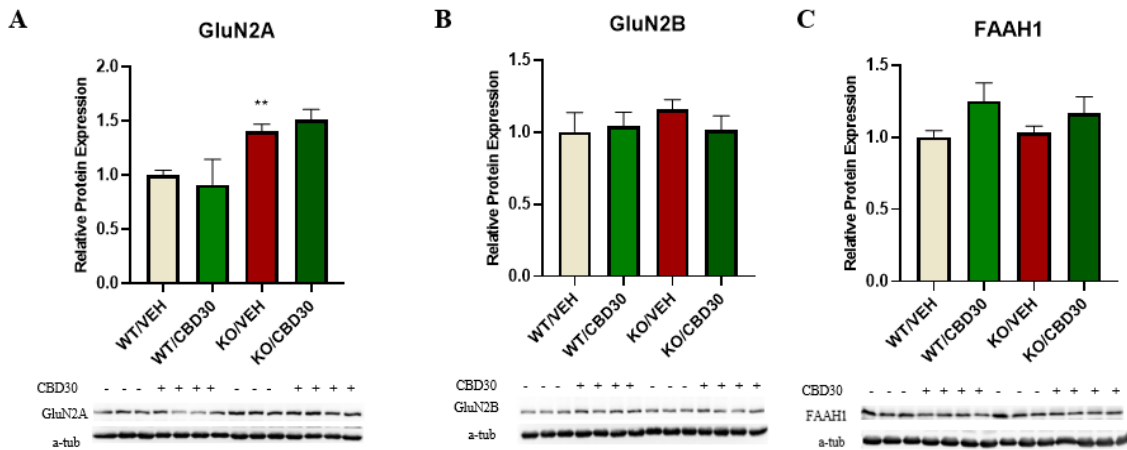 A
GluN2A
Relative Protein Expression
2.0
1.5
1.0
0.5
0.0
WT/VEH
WT/CBD30
KO/VEH
KO/CBD30
**
CBD30 - - - + + + + - - - + + + +
GluN2A
a-tub
B
GluN2B
Relative Protein Expression
1.5
1.0
0.5
0.0
WT/VEH
WT/CBD30
KO/VEH
KO/CBD30
CBD30 - - - + + + + - - - + + + +
GluN2B
a-tub
C
FAAH1
Relative Protein Expression
1.5
1.0
0.5
0.0
WT/VEH
WT/CBD30
KO/VEH
KO/CBD30
CBD30 - - - + + + + - - - + + + +
FAAH1
a-tub